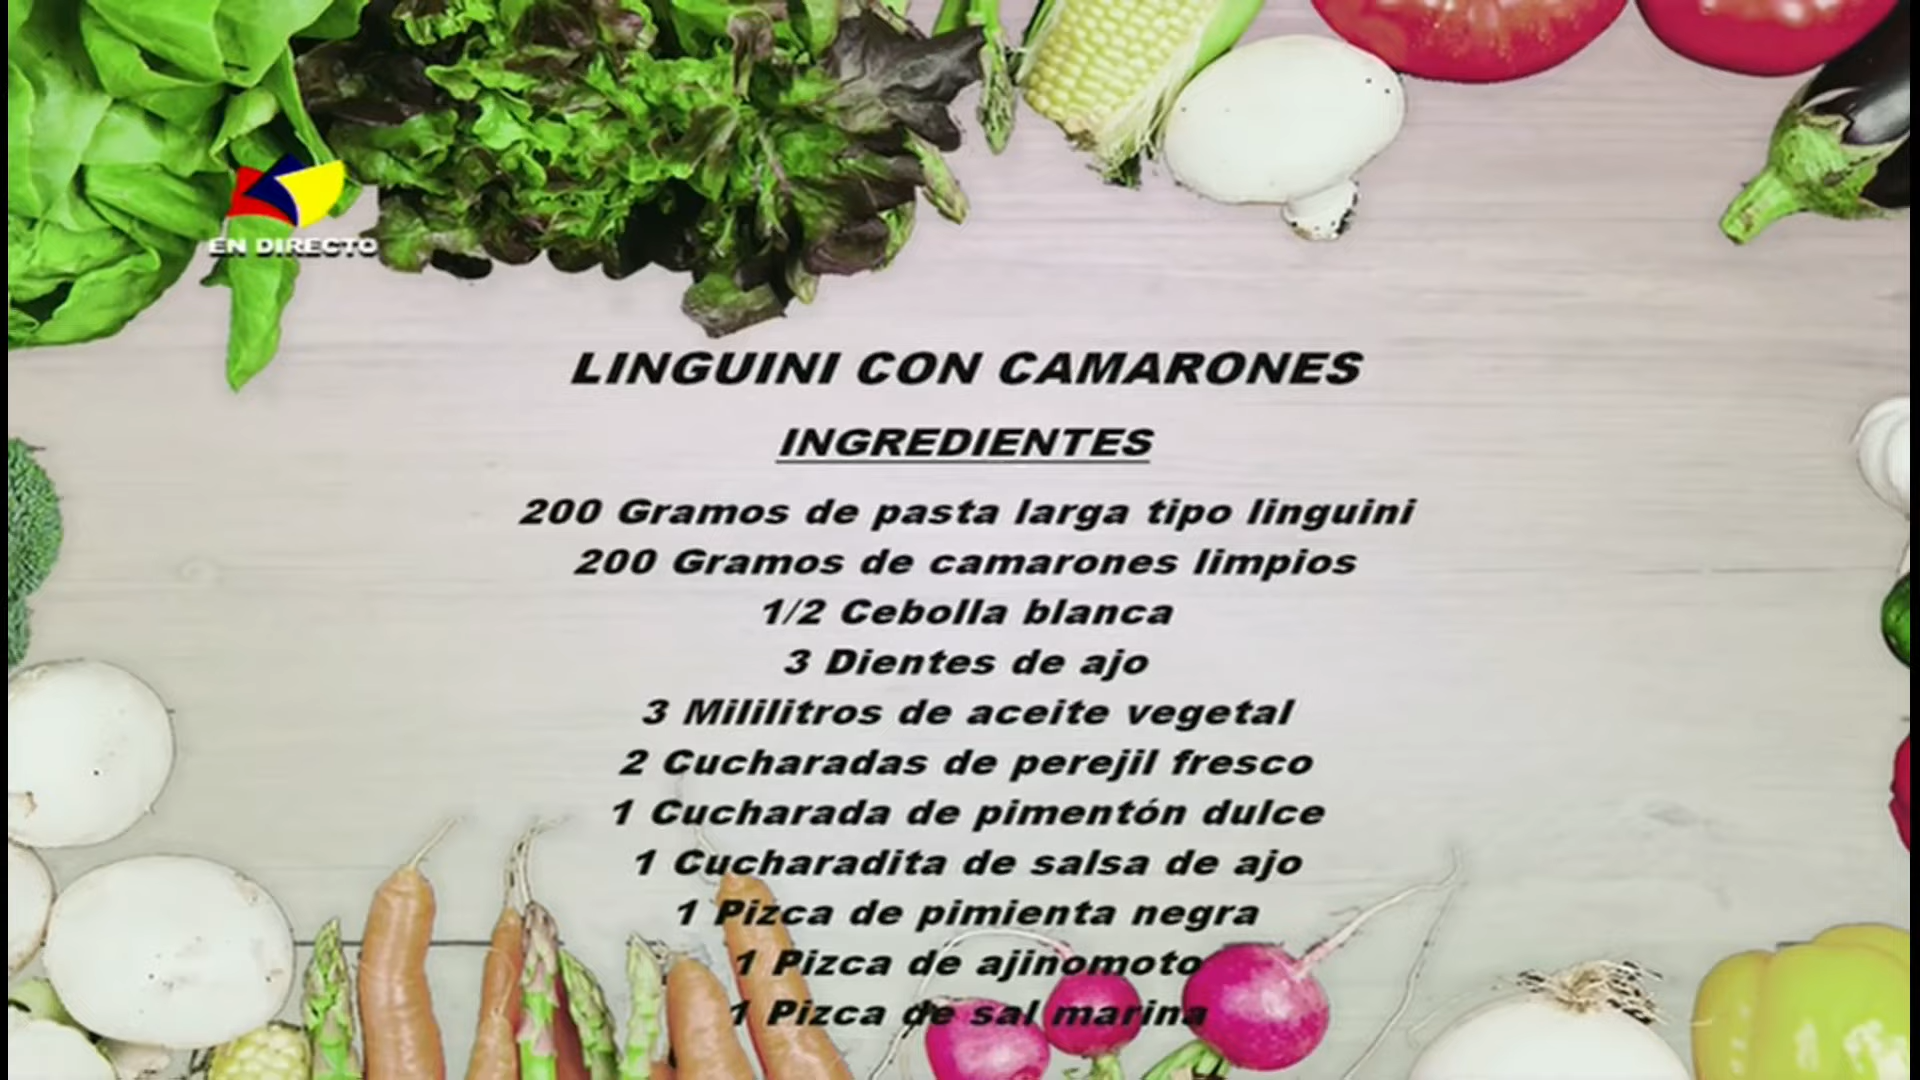 EN DIRECTO
LINGUINI CON CAMARONES
INGREDIENTES
200 Gramos de pasta larga tipo linguini
200 Gramos de camarones limpios
1/2 Cebolla blanca
3 Dientes de ajo
3 Mililitros de aceite vegetal
2 Cucharadas de perejil fresco
1 Cucharada de pimentón dulce
1 Cucharadita de salsa de ajo
1 Pizca de pimienta negra
1 Pizca de ajinomoto
1 Pizca de sal marina